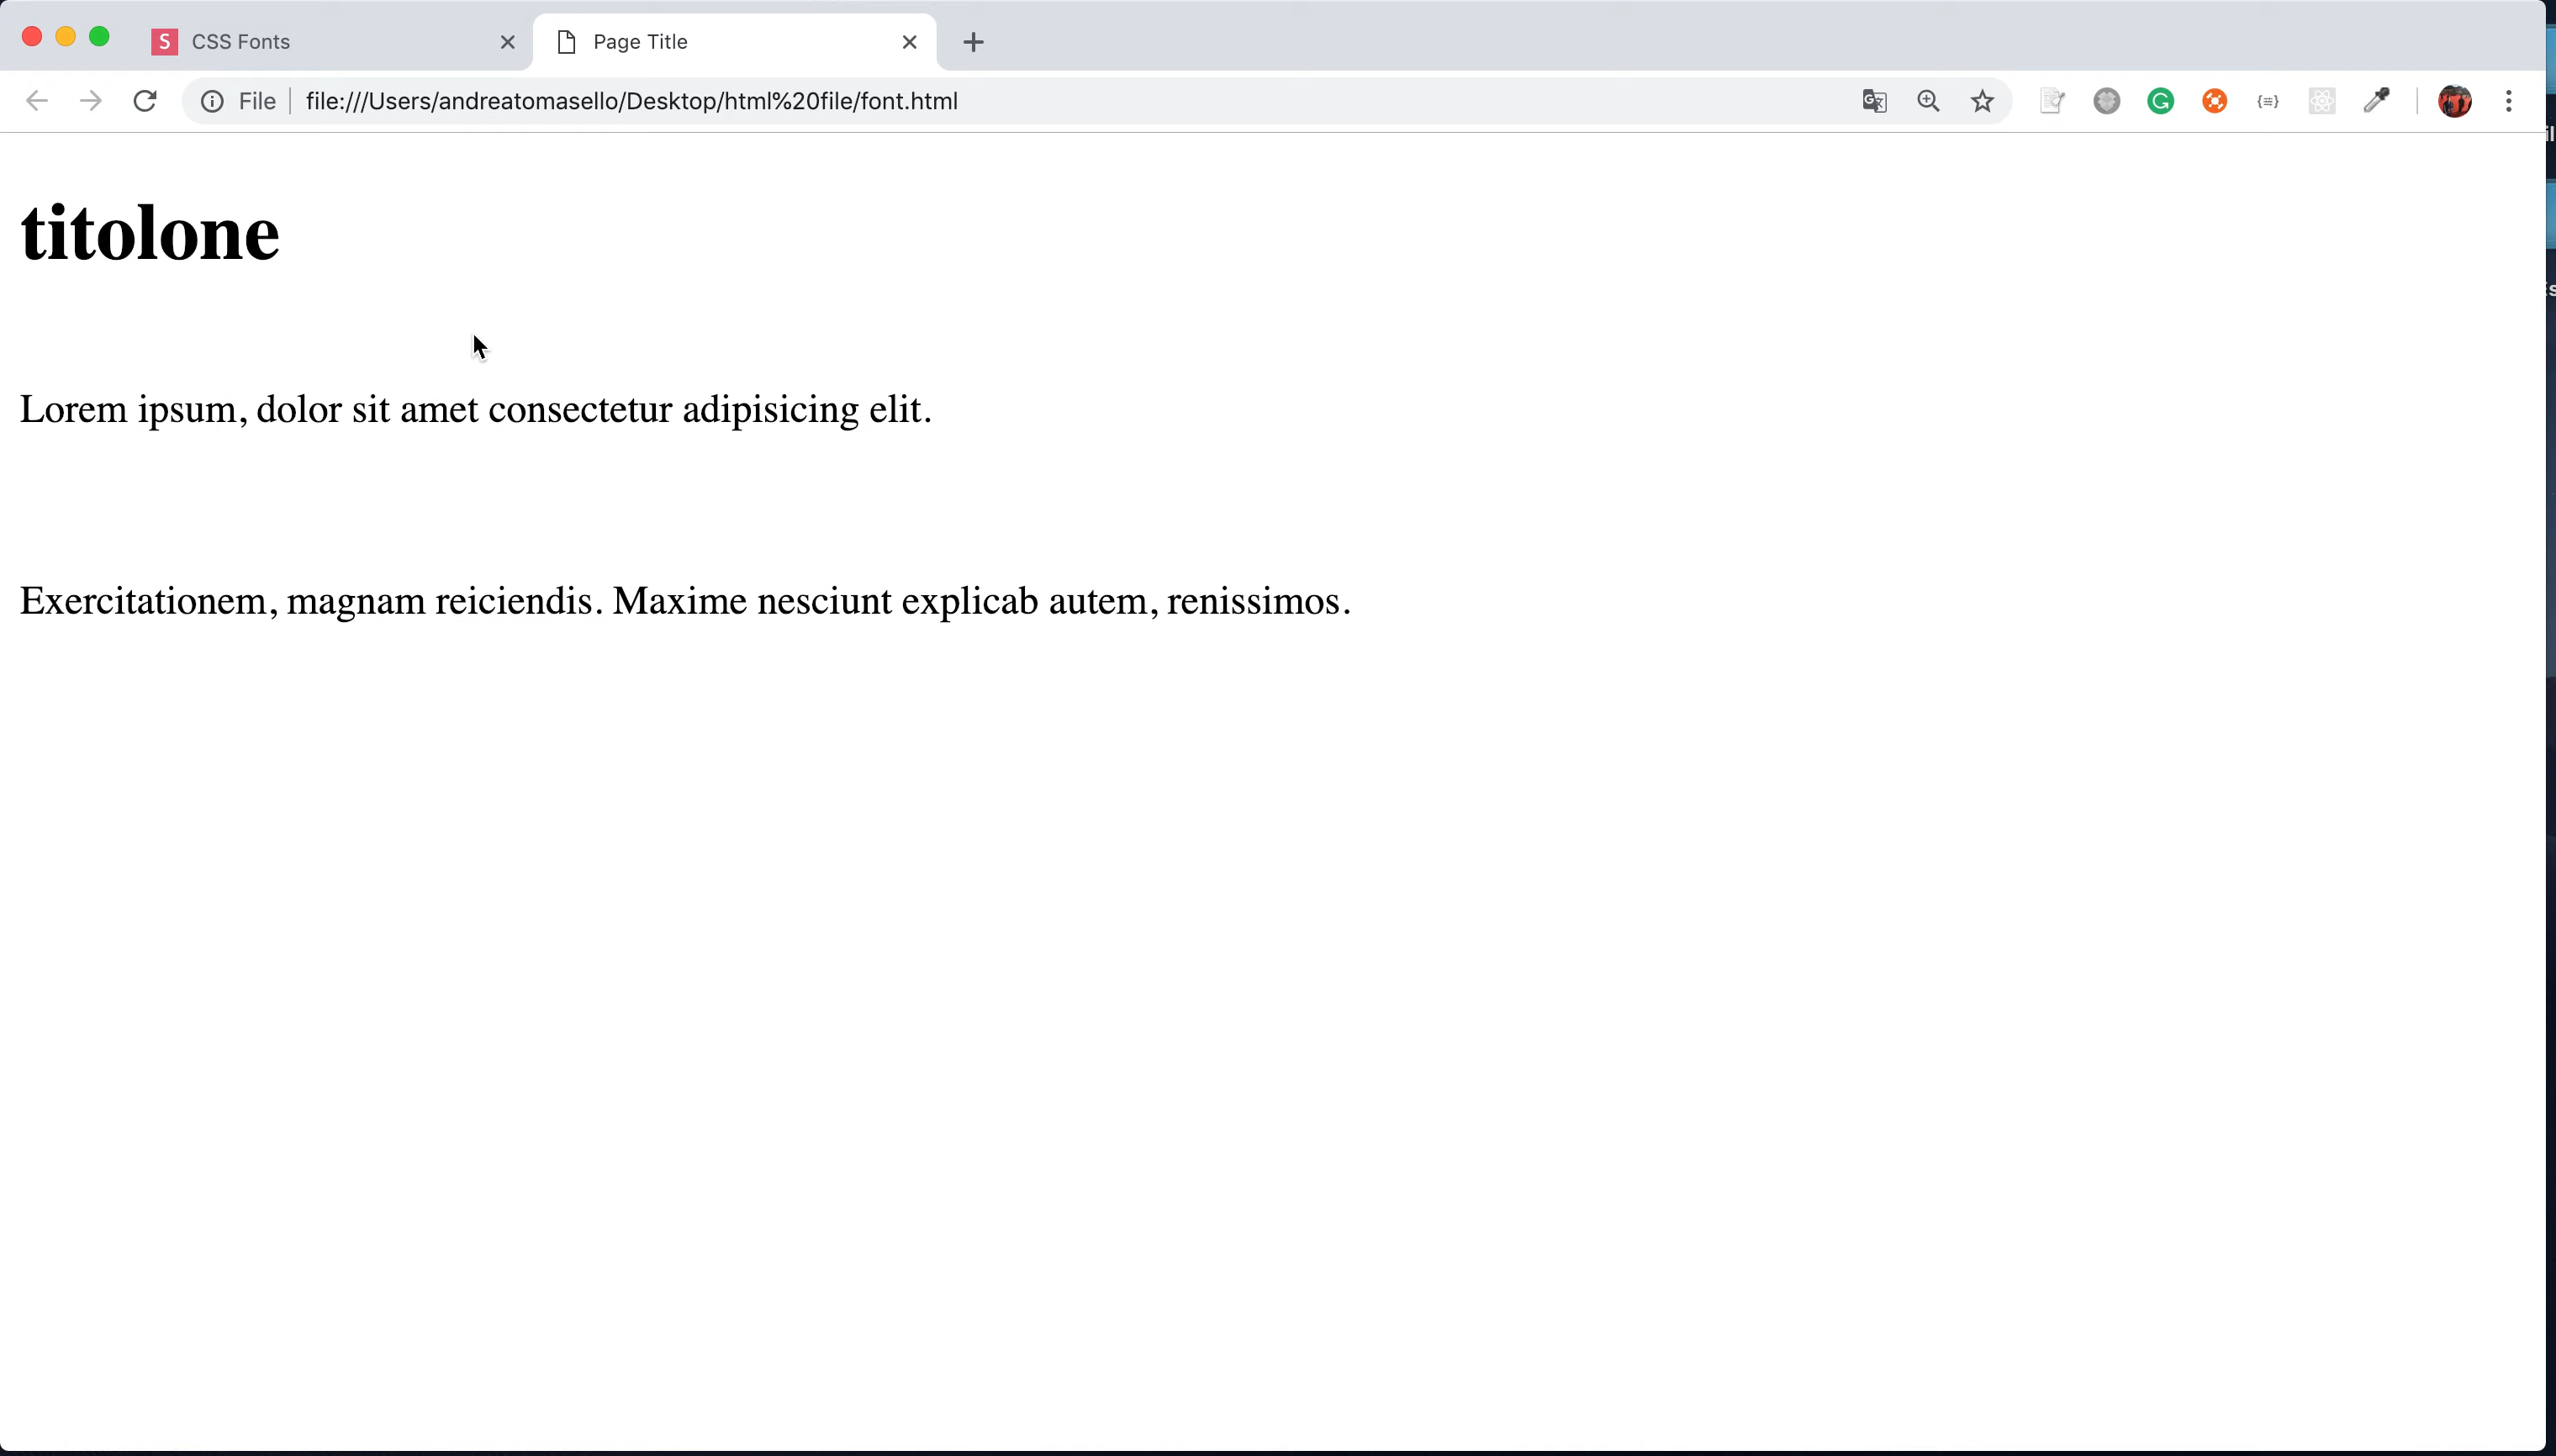 S CSS Fonts
Page Title
File file:///Users/andreatomasello/Desktop/html%20file/font.html
titolone
Lorem ipsum, dolor sit amet consectetur adipisicing elit.
Exercitationem, magnam reiciendis. Maxime nesciunt explicab autem, renissimos.